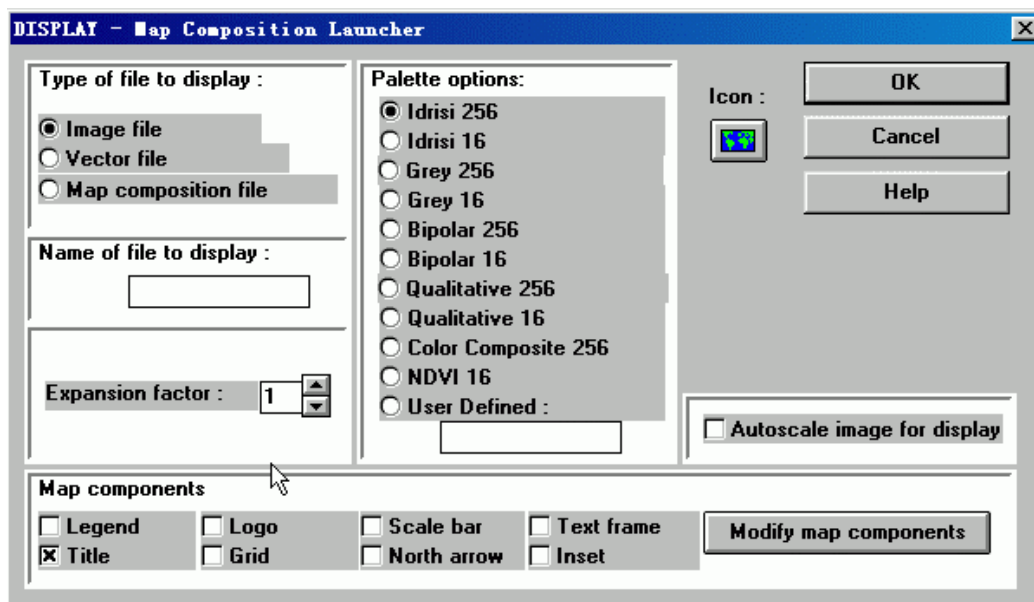 DISPLAY - Map Composition Launcher
Type of file to display :
Image file
Vector file
Map composition file
Name of file to display :
Expansion factor : 1
Palette options:
Idrisi 256
Idrisi 16
Grey 256
Grey 16
Bipolar 256
Bipolar 16
Qualitative 256
Qualitative 16
Color Composite 256
NDVI 16
User Defined :
Icon :
OK
Cancel
Help
Autoscale image for display
Map components
Legend Logo Scale bar Text frame
Title Grid North arrow Inset
Modify map components